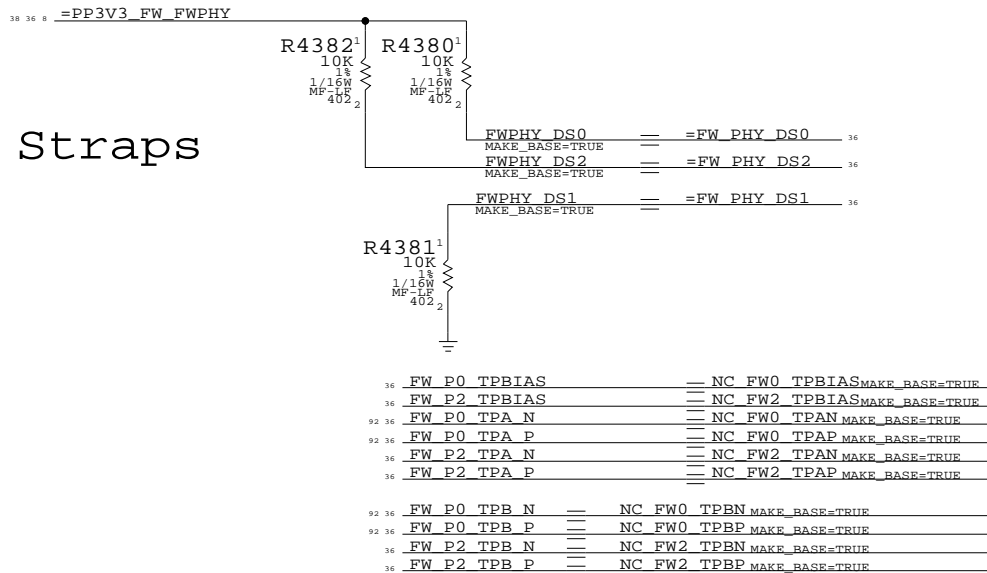 38 36 8 =PP3V3_FW_FWPHY
R4382 1 R4380 1
10K 10K
1% 1%
1/16W 1/16W
MF-LF MF-LF
402 2 402 2
Straps
FWPHY_DS0 =FW_PHY_DS0 36
MAKE_BASE=TRUE
FWPHY_DS2 =FW_PHY_DS2 36
MAKE_BASE=TRUE
FWPHY_DS1 =FW_PHY_DS1 36
MAKE_BASE=TRUE
R4381 1
10K
1%
1/16W
MF-LF
402 2
36 FW_P0_TPBIAS NC_FW0_TPBIAS MAKE_BASE=TRUE
36 FW_P2_TPBIAS NC_FW2_TPBIAS MAKE_BASE=TRUE
92 36 FW_P0_TPA_N NC_FW0_TPAN MAKE_BASE=TRUE
92 36 FW_P0_TPA_P NC_FW0_TPAP MAKE_BASE=TRUE
36 FW_P2_TPA_N NC_FW2_TPAN MAKE_BASE=TRUE
36 FW_P2_TPA_P NC_FW2_TPAP MAKE_BASE=TRUE
92 36 FW_P0_TPB_N NC_FW0_TPBN MAKE_BASE=TRUE
92 36 FW_P0_TPB_P NC_FW0_TPBP MAKE_BASE=TRUE
36 FW_P2_TPB_N NC_FW2_TPBN MAKE_BASE=TRUE
36 FW_P2_TPB_P NC_FW2_TPBP MAKE_BASE=TRUE